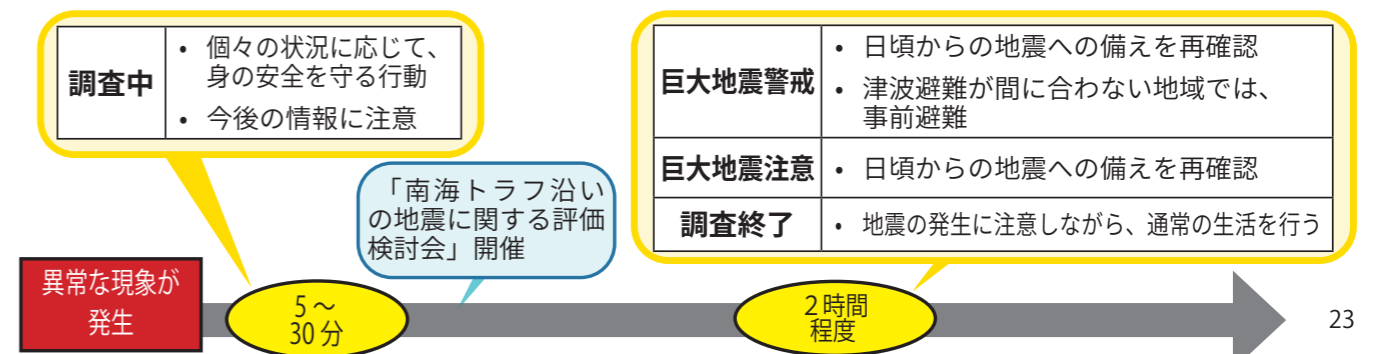 調査中
• 個々の状況に応じて、
身の安全を守る行動
• 今後の情報に注意
巨大地震警戒
• 日頃からの地震への備えを再確認
• 津波避難が間に合わない地域では、
事前避難
巨大地震注意
• 日頃からの地震への備えを再確認
調査終了
• 地震の発生に注意しながら、通常の生活を行う
「南海トラフ沿い
の地震に関する評価
検討会」開催
異常な現象が
発生
5～
30分
2時間
程度
23